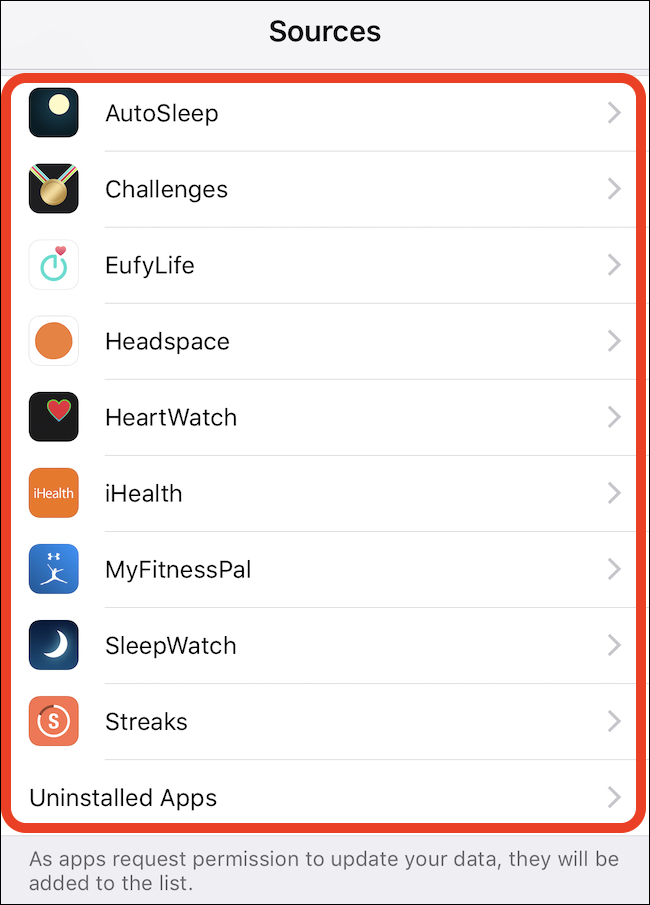 Sources
AutoSleep
Challenges
EufyLife
Headspace
HeartWatch
iHealth
iHealth
MyFitnessPal
SleepWatch
S
Streaks
Uninstalled Apps
As apps request permission to update your data, they will be
added to the list.